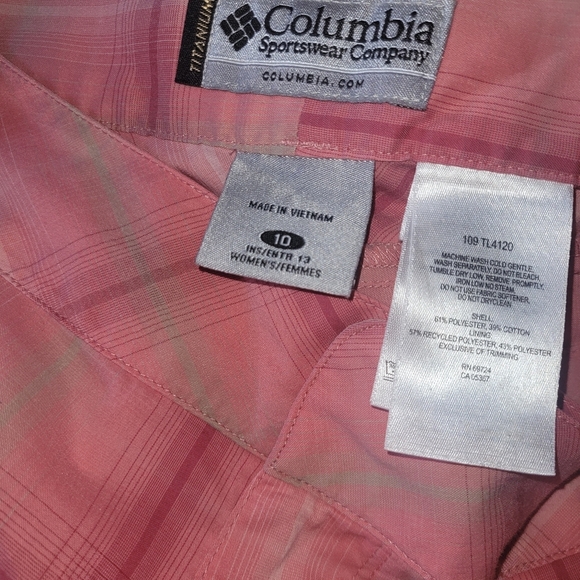 TITANIUM
Columbia
Sportswear Company
COLUMBIA.COM
MADE IN VIETNAM
10
INS/ENTR 13
WOMEN'S/FEMMES
109 TL4120
MACHINE WASH COLD GENTLE,
WASH SEPARATELY, DO NOT BLEACH,
TUMBLE DRY LOW, REMOVE PROMPTLY,
IRON LOW NO STEAM,
DO NOT USE FABRIC SOFTENER,
DO NOT DRYCLEAN.
SHELL:
61% POLYESTER, 39% COTTON
LINING:
57% RECYCLED POLYESTER, 43% POLYESTER
EXCLUSIVE OF TRIMMING
RN 69724
CA 05367